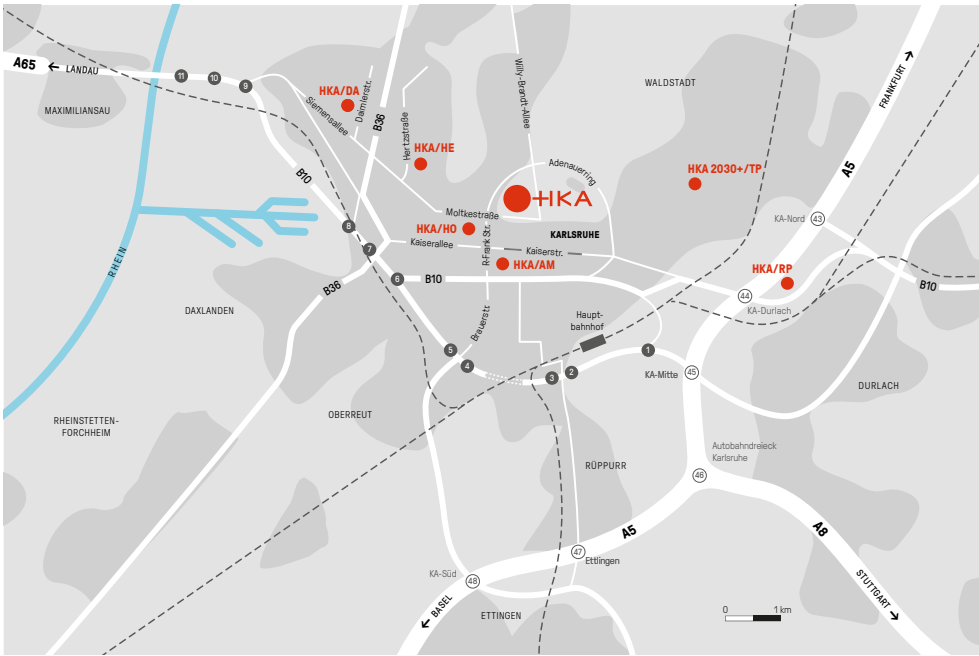 A65
← LANDAU
11
10
9
MAXIMILIANSAU
HKA/DA
Siemensallee
Daimlerstr.
B36
Hertzstraße
HKA/HE
Willy-Brandt-Allee
WALDSTADT
FRANKFURT →
A5
B10
Adenauerring
HKA 2030+/TP
HKA
Moltkestraße
KA-Nord
43
8
HKA/HO
R-Frank Str.
KARLSRUHE
7
Kaiserallee
Kaiserstr.
HKA/AM
HKA/RP
RHEIN
B36
6
B10
44
B10
KA-Durlach
DAXLANDEN
Brauerstr.
Haupt-
bahnhof
5
4
3
2
1
KA-Mitte
45
DURLACH
RHEINSTETTEN-
FORCHHEIM
OBERREUT
Autobahndreieck
Karlsruhe
RÜPPURR
46
A5
A8
47
Ettlingen
KA-Süd
48
← BASEL
ETTINGEN
STUTTGART →
0
1 km